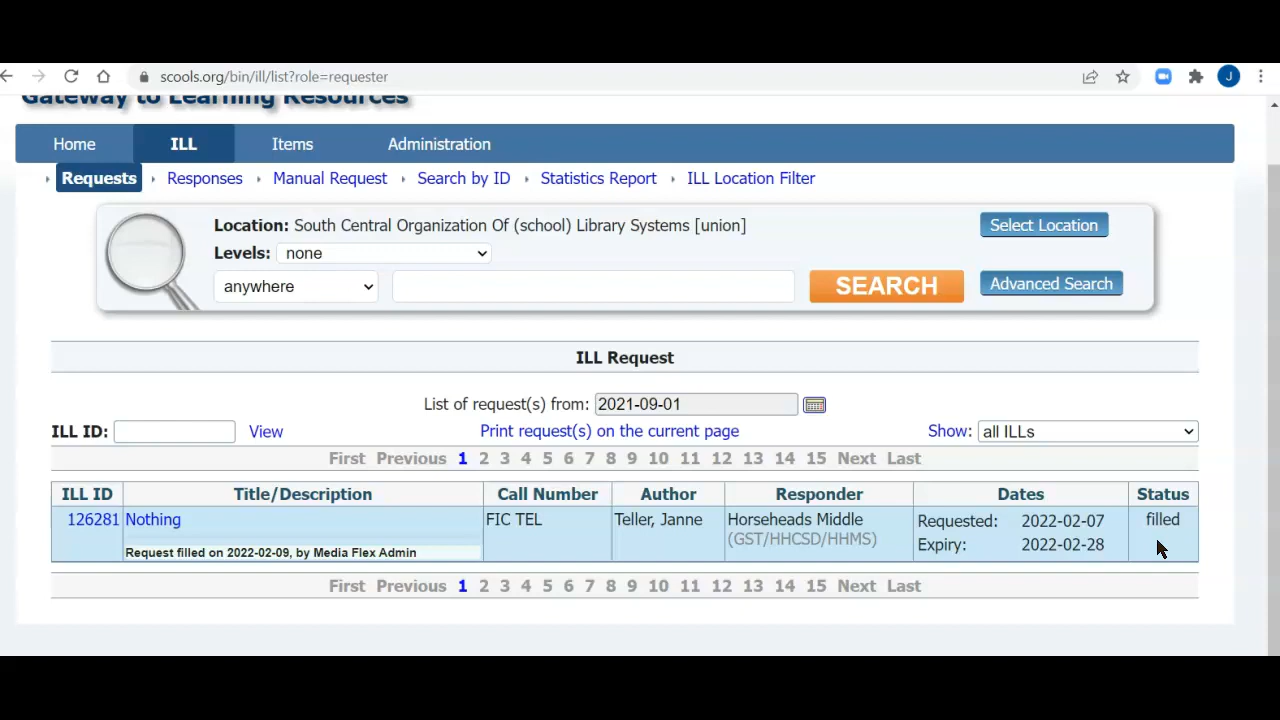 scools.org/bin/ill/list?role=requester
J
Gateway to Learning Resources
Home ILL Items Administration
Requests Responses Manual Request Search by ID Statistics Report ILL Location Filter
Location: South Central Organization Of (school) Library Systems [union] Select Location
Levels: none
anywhere SEARCH Advanced Search
ILL Request
List of request(s) from: 2021-09-01
ILL ID: View Print request(s) on the current page Show: all ILLs
First Previous 1 2 3 4 5 6 7 8 9 10 11 12 13 14 15 Next Last
ILL ID Title/Description Call Number Author Responder Dates Status
126281 Nothing FIC TEL Teller, Janne Horseheads Middle Requested: 2022-02-07 filled
(GST/HHCSD/HHMS) Expiry: 2022-02-28
Request filled on 2022-02-09, by Media Flex Admin
First Previous 1 2 3 4 5 6 7 8 9 10 11 12 13 14 15 Next Last